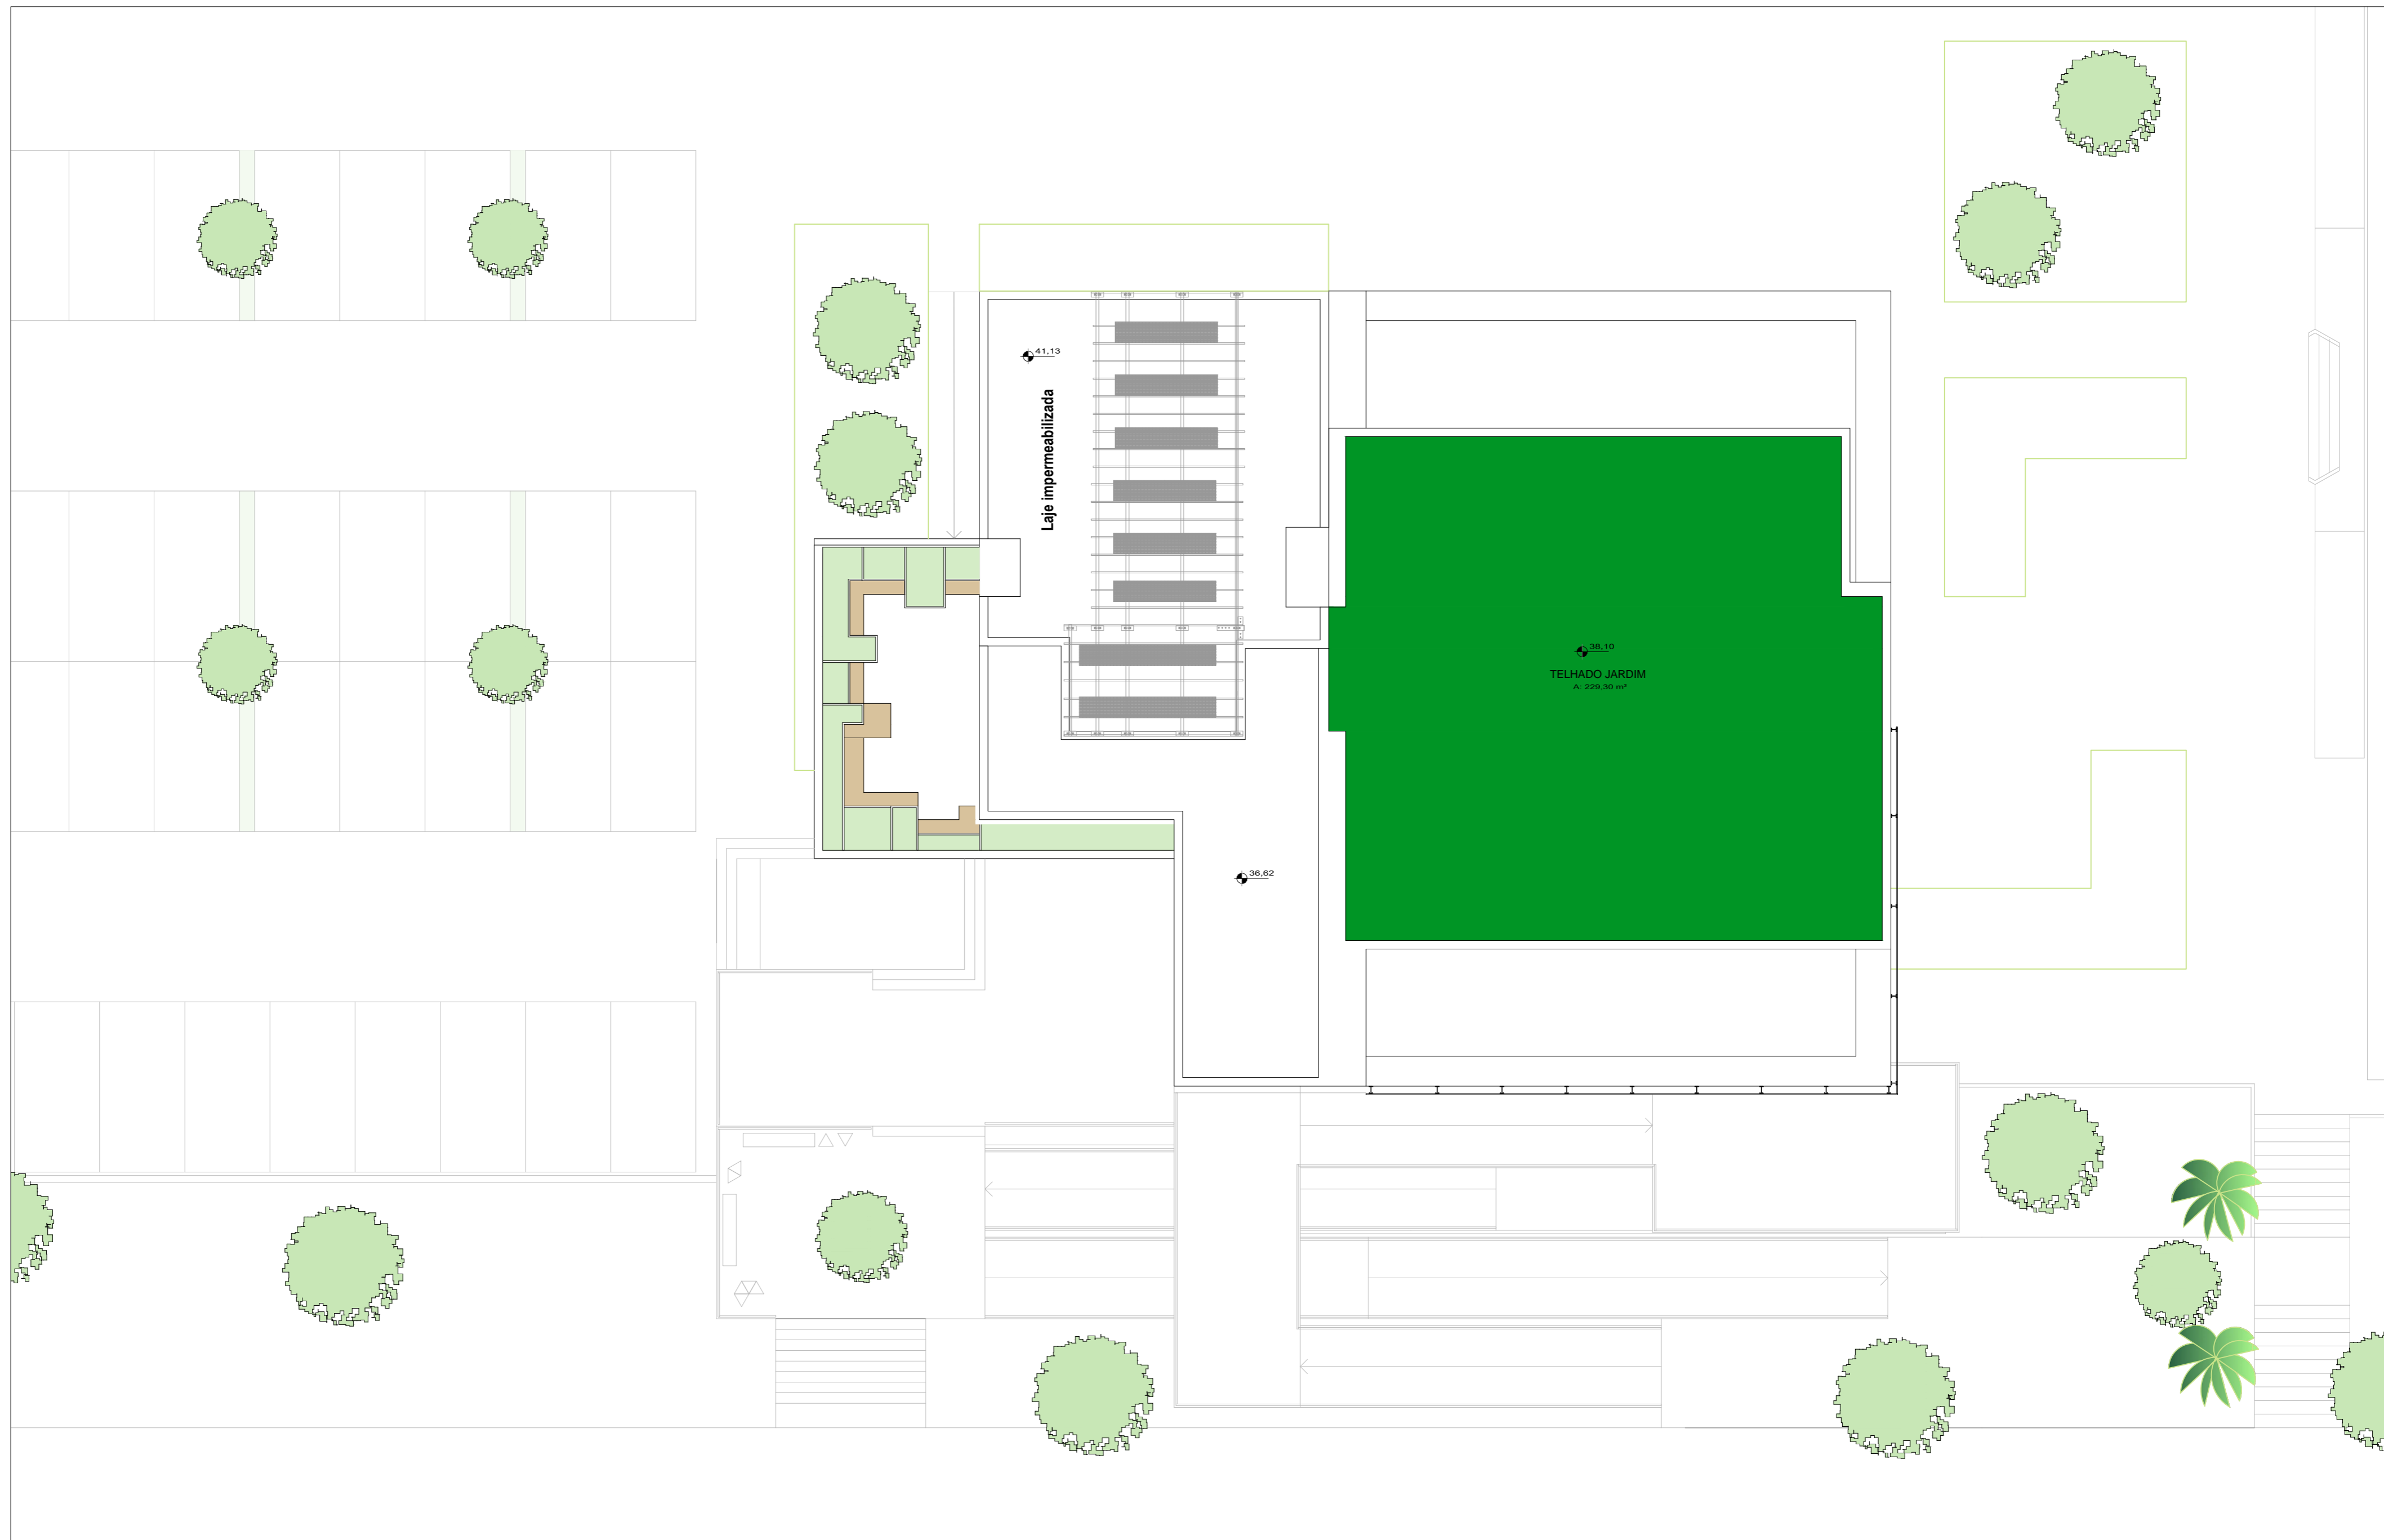 41,13
Laje impermeabilizada
38,10
TELHADO JARDIM
A: 229,30 m²
36,62